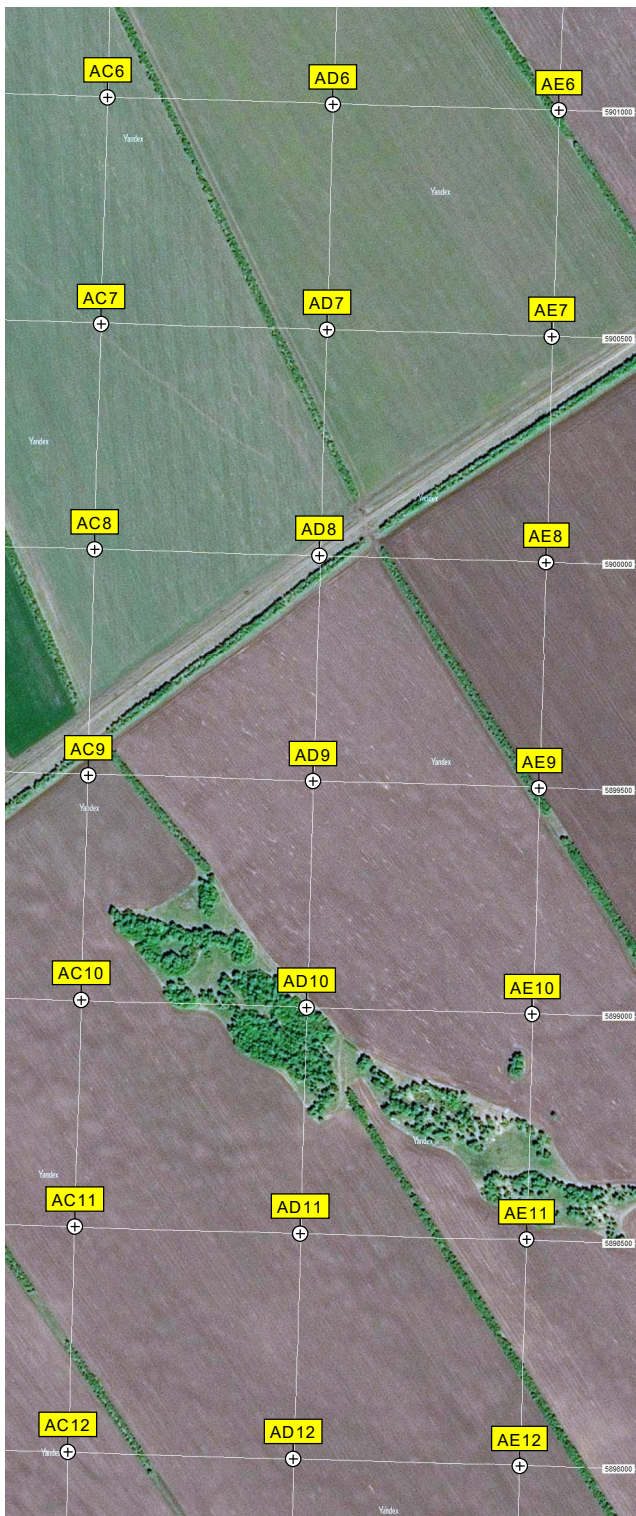 AC6
AD6
AE6
5901000
Yandex
Yandex
AC7
AD7
AE7
5900500
Yandex
Yandex
AC8
AD8
AE8
5900000
AC9
AD9
Yandex
AE9
5899500
Yandex
AC10
AD10
AE10
5899000
Yandex
Yandex
AC11
AD11
AE11
5898500
AC12
AD12
AE12
Yandex
5898000
Yandex